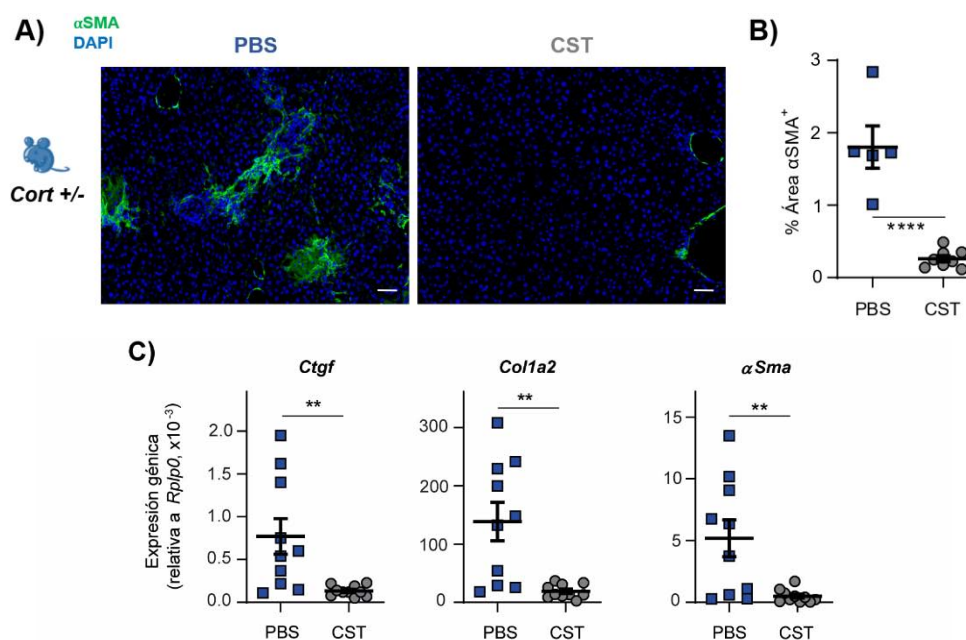 A)
αSMA
DAPI
PBS
CST
Cort +/-
B)
% Área αSMA⁺
3
2
1
0
****
PBS
CST
C)
Expresión génica
(relativa a Rplp0, x10⁻³)
Ctgf
**
2.0
1.5
1.0
0.5
0.0
PBS
CST
Col1a2
**
300
200
100
0
PBS
CST
αSma
**
15
10
5
0
PBS
CST